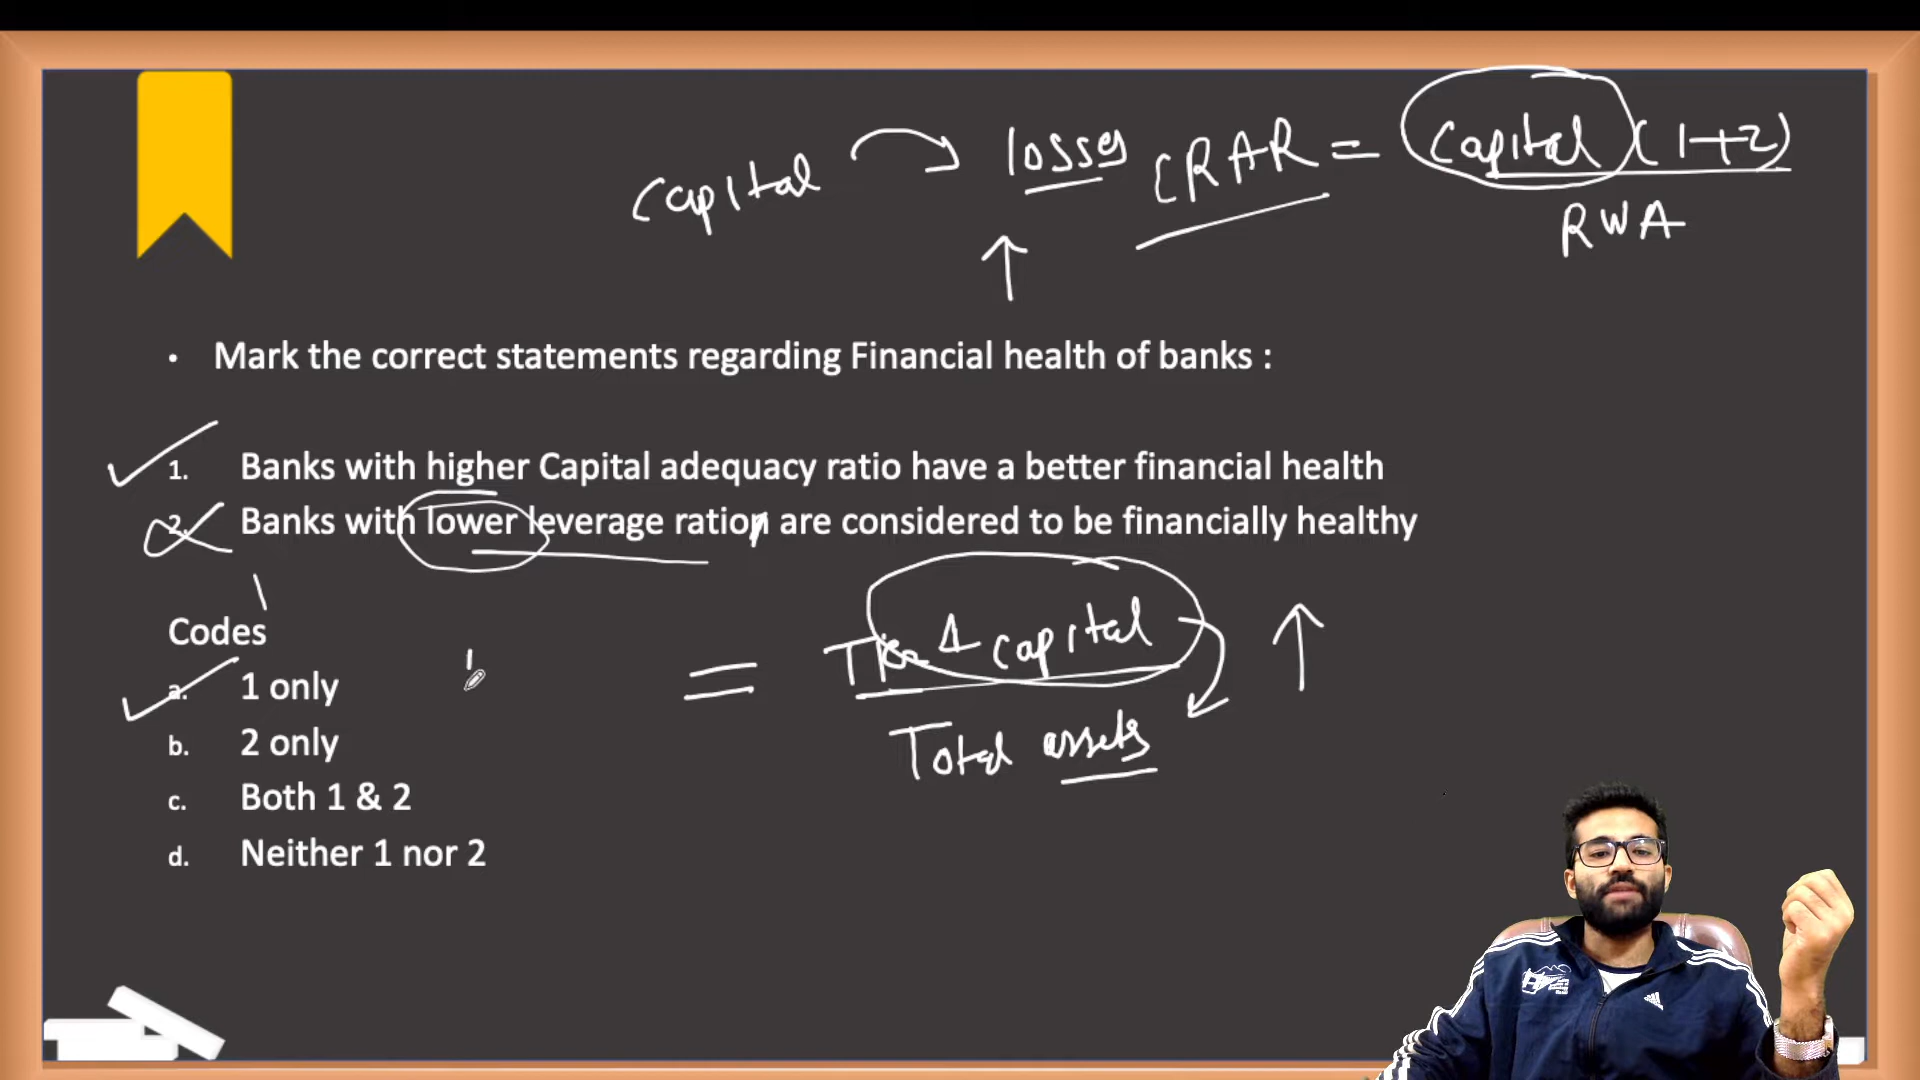 capital losses CRAR = Capital (1+2)
RWA
• Mark the correct statements regarding Financial health of banks :
1. Banks with higher Capital adequacy ratio have a better financial health
2. Banks with lower leverage ration are considered to be financially healthy
Codes
= Tier 1 capital
Total assets
a. 1 only
b. 2 only
c. Both 1 & 2
d. Neither 1 nor 2